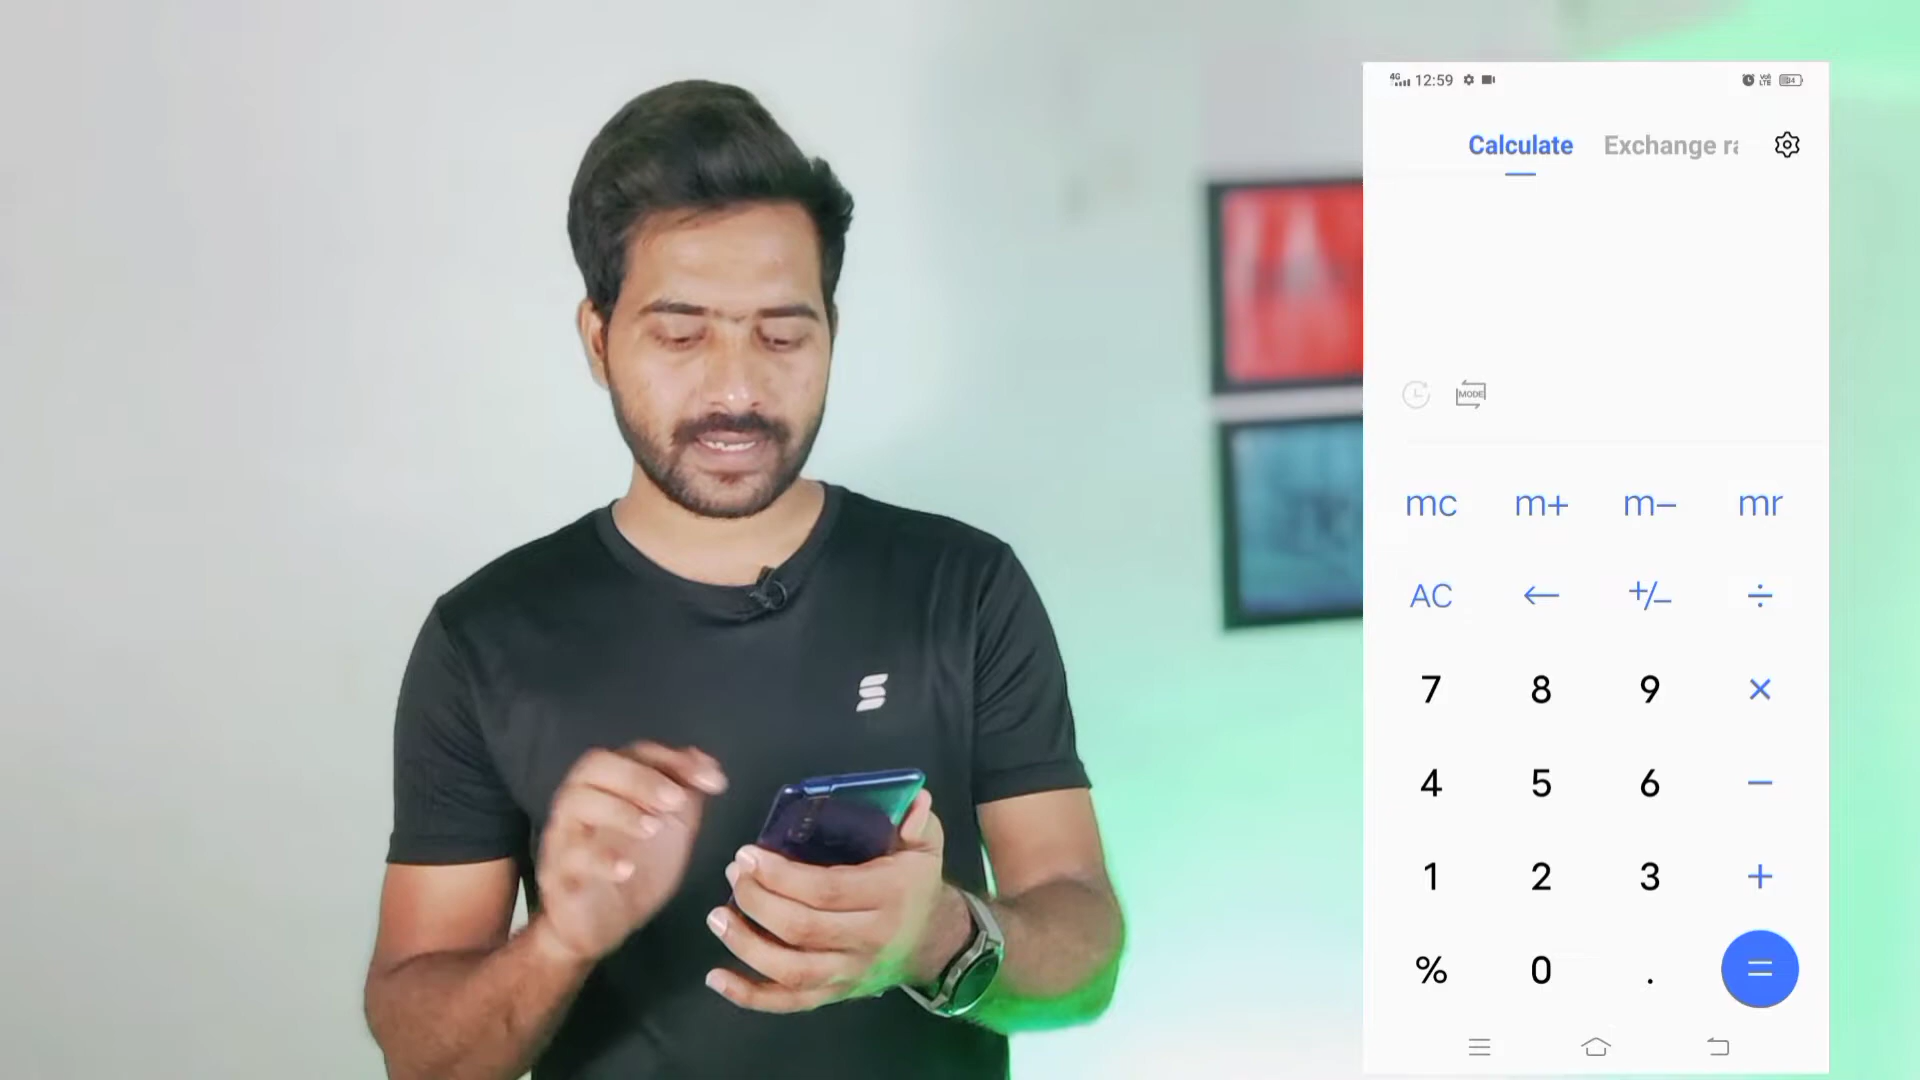 4G 12:59
Calculate Exchange ra
MODE
mc m+ m− mr
AC ← +/− ÷
7 8 9 ×
4 5 6 −
1 2 3 +
% 0 . =